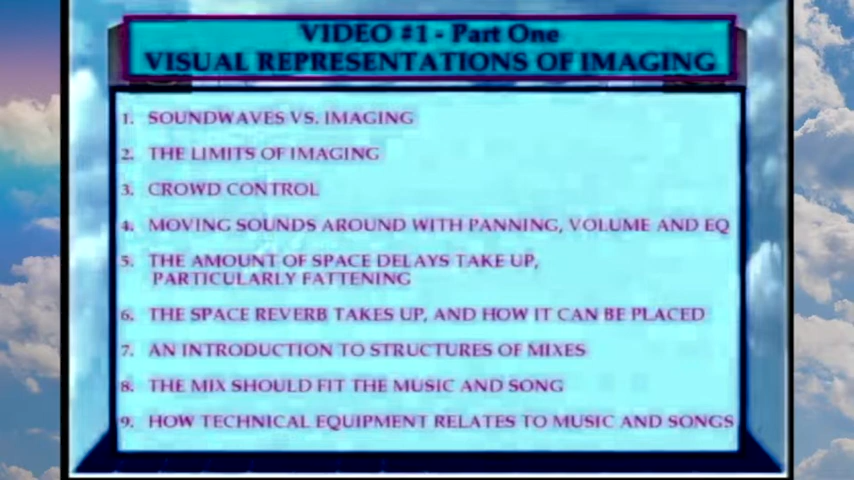 VIDEO #1 - Part One
VISUAL REPRESENTATIONS OF IMAGING
1. SOUNDWAVES VS. IMAGING
2. THE LIMITS OF IMAGING
3. CROWD CONTROL
4. MOVING SOUNDS AROUND WITH PANNING, VOLUME AND EQ
5. THE AMOUNT OF SPACE DELAYS TAKE UP,
PARTICULARLY FATTENING
6. THE SPACE REVERB TAKES UP, AND HOW IT CAN BE PLACED
7. AN INTRODUCTION TO STRUCTURES OF MIXES
8. THE MIX SHOULD FIT THE MUSIC AND SONG
9. HOW TECHNICAL EQUIPMENT RELATES TO MUSIC AND SONGS